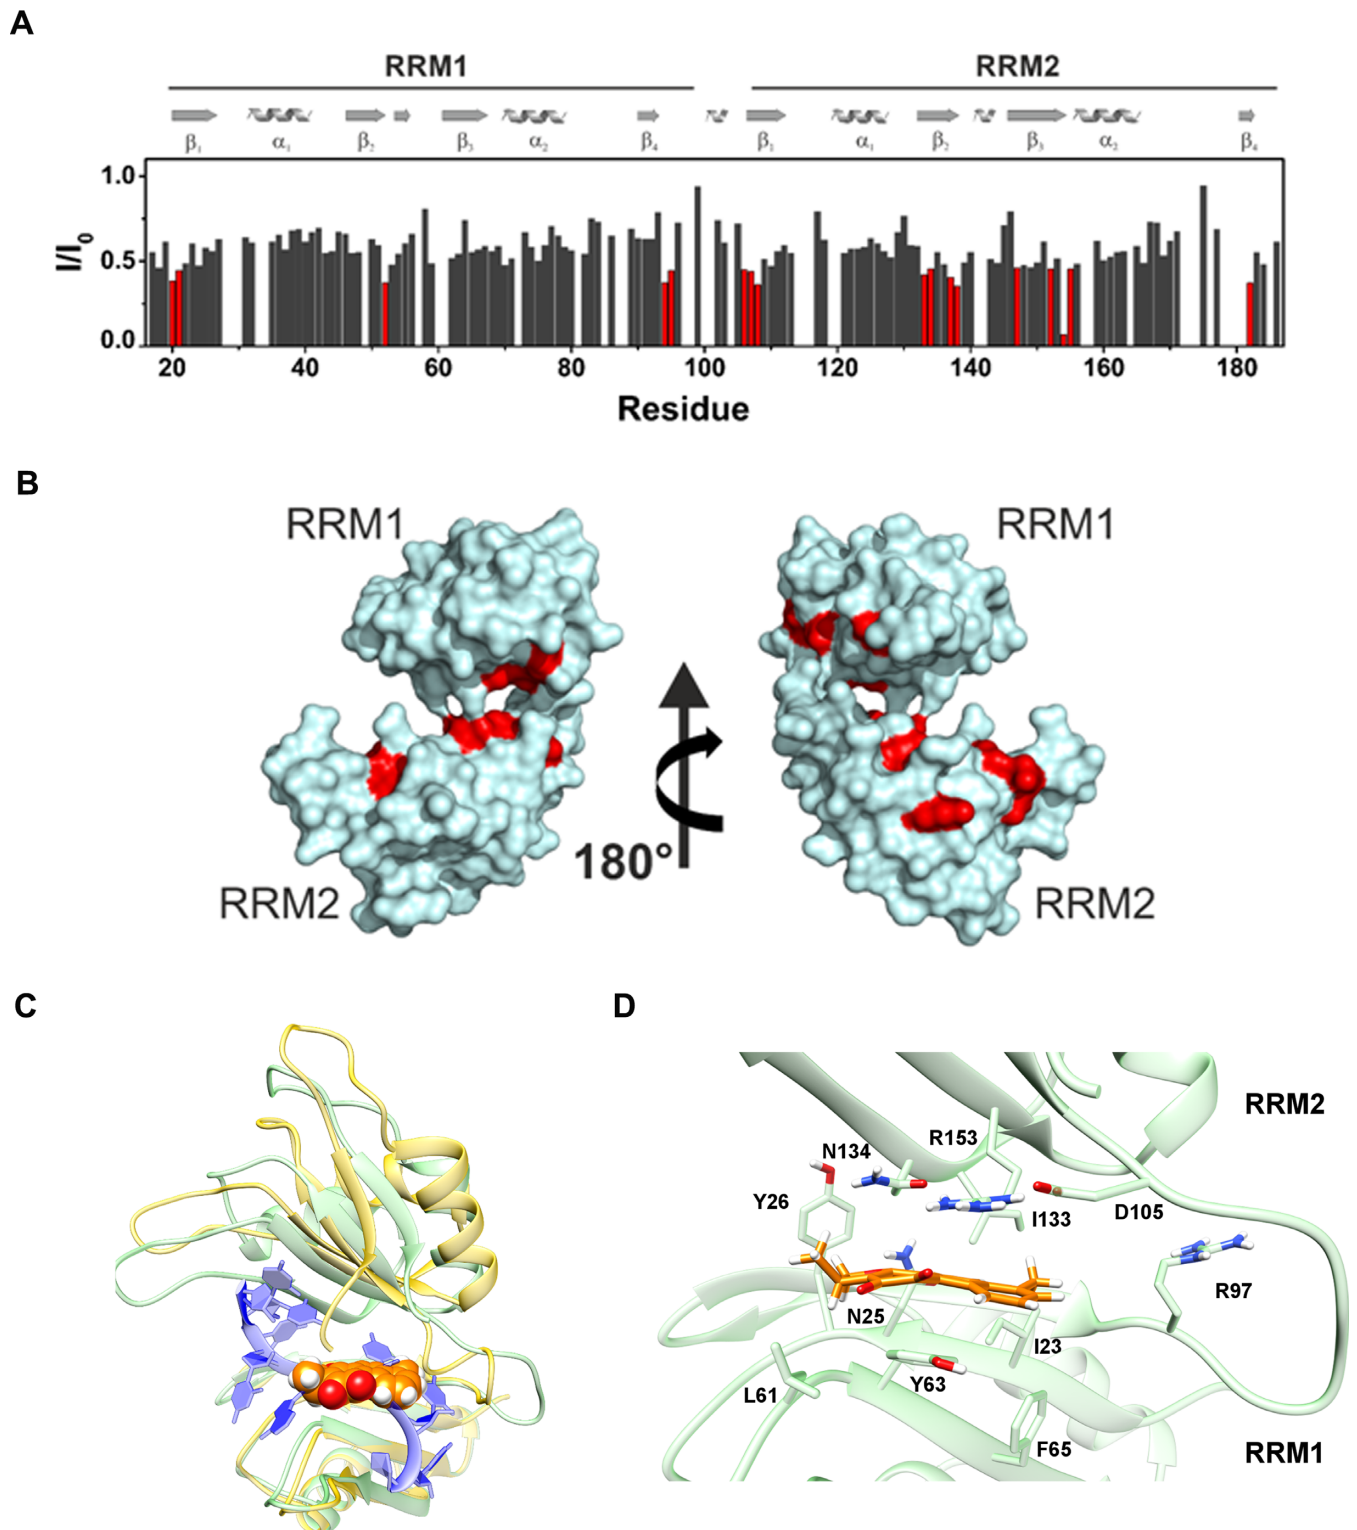 A
RRM1 RRM2
β₁ α₁ β₂ β₃ α₂ β₄ β₁ α₁ β₂ β₃ α₂ β₄
1.0
0.5
0.0
I/I₀
20 40 60 80 100 120 140 160 180
Residue
B
RRM1 RRM1
180°
RRM2 RRM2
C D
RRM2
R153
N134
Y26
I133 D105
R97
N25
I23
Y63
L61
F65
RRM1